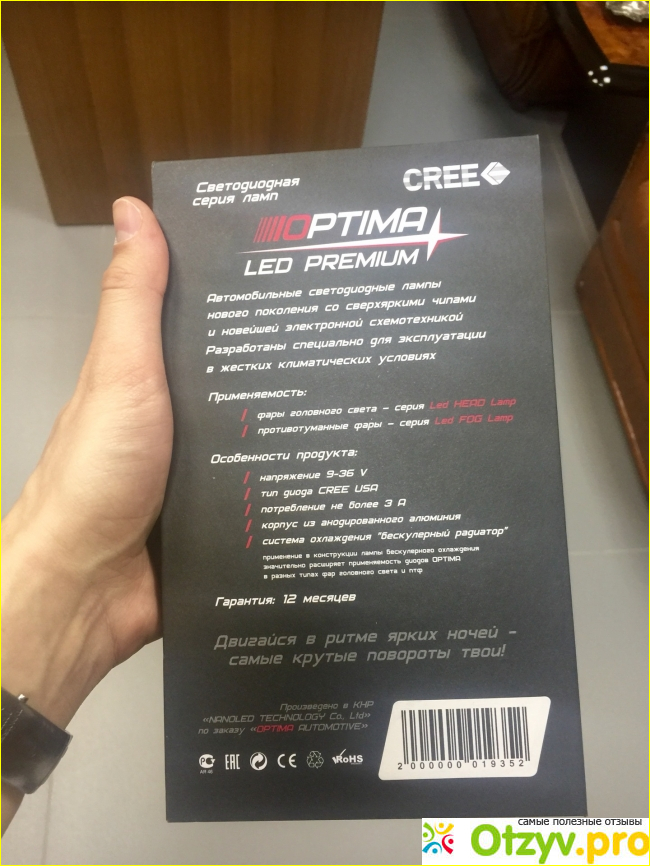 Светодиодная
серия ламп
CREE
OPTIMA
LED PREMIUM
Автомобильные светодиодные лампы
нового поколения со сверхяркими чипами
и новейшей электронной схемотехникой
Разработаны специально для эксплуатации
в жестких климатических условиях
Применяемость:
фары головного света – серия Led HEAD Lamp
противотуманные фары – серия Led FOG Lamp
Особенности продукта:
напряжение 9-36 V
тип диода CREE USA
потребление не более 3 А
корпус из анодированного алюминия
система охлаждения "бескулерный радиатор"
применение в конструкции лампы бескулерного охлаждения
значительно расширяет применяемость диодов OPTIMA
в разных типах фар головного света и птф
Гарантия: 12 месяцев
Двигайся в ритме ярких ночей –
самые крутые повороты твои!
Произведено в КНР
«NANOLED TECHNOLOGY Co., Ltd»
по заказу «OPTIMA AUTOMOTIVE»
EAC CE RoHS
2 000000 019352
самые полезные отзывы
Otzyv.pro